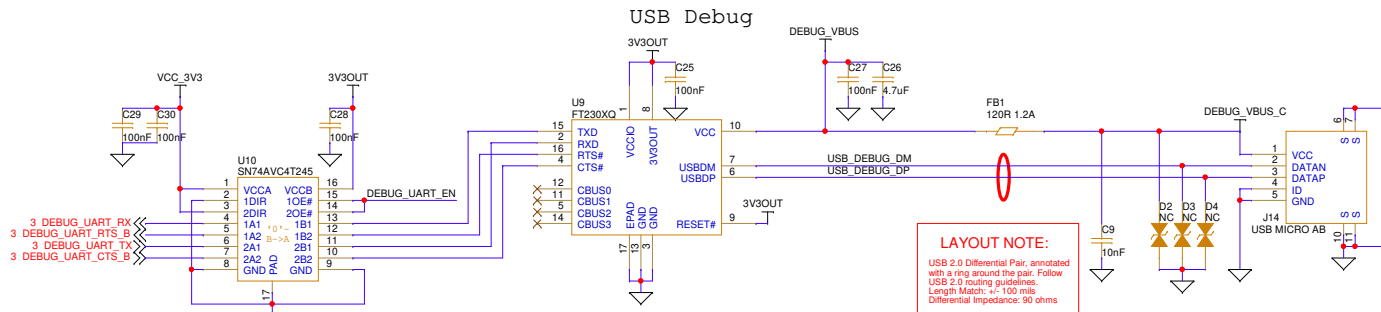 USB Debug
VCC_3V3
C29
100nF
C30
100nF
3V3OUT
C28
100nF
U10
SN74AVC4T245
1 VCCA VCCB 16
2 1DIR 1OE# 15
3 2DIR 2OE# 14
4 1A1 1B1 13
5 1A2 1B2 12
6 2A1 2B1 11
7 2A2 2B2 10
8 GND GND 9
PAD
17
'0'-
B->A
DEBUG_UART_EN
3 DEBUG_UART_RX
3 DEBUG_UART_RTS_B
3 DEBUG_UART_TX
3 DEBUG_UART_CTS_B
3V3OUT
C25
100nF
U9
FT230XQ
1 VCCIO
8 3V3OUT
15 TXD
2 RXD
16 RTS#
4 CTS#
12 CBUS0
11 CBUS1
5 CBUS2
14 CBUS3
VCC 10
USBDM 7
USBDP 6
RESET# 9
EPAD 17
GND 13
GND 3
3V3OUT
DEBUG_VBUS
C27
100nF
C26
4.7uF
FB1
120R 1.2A
USB_DEBUG_DM
USB_DEBUG_DP
DEBUG_VBUS_C
C9
10nF
D2
NC
D3
NC
D4
NC
1 VCC
2 DATAN
3 DATAP
4 ID
5 GND
6 S
7 S
10 S
11 S
J14
USB MICRO AB
LAYOUT NOTE:
USB 2.0 Differential Pair, annotated
with a ring around the pair. Follow
USB 2.0 routing guidelines.
Length Match: +/- 100 mils
Differential Impedance: 90 ohms